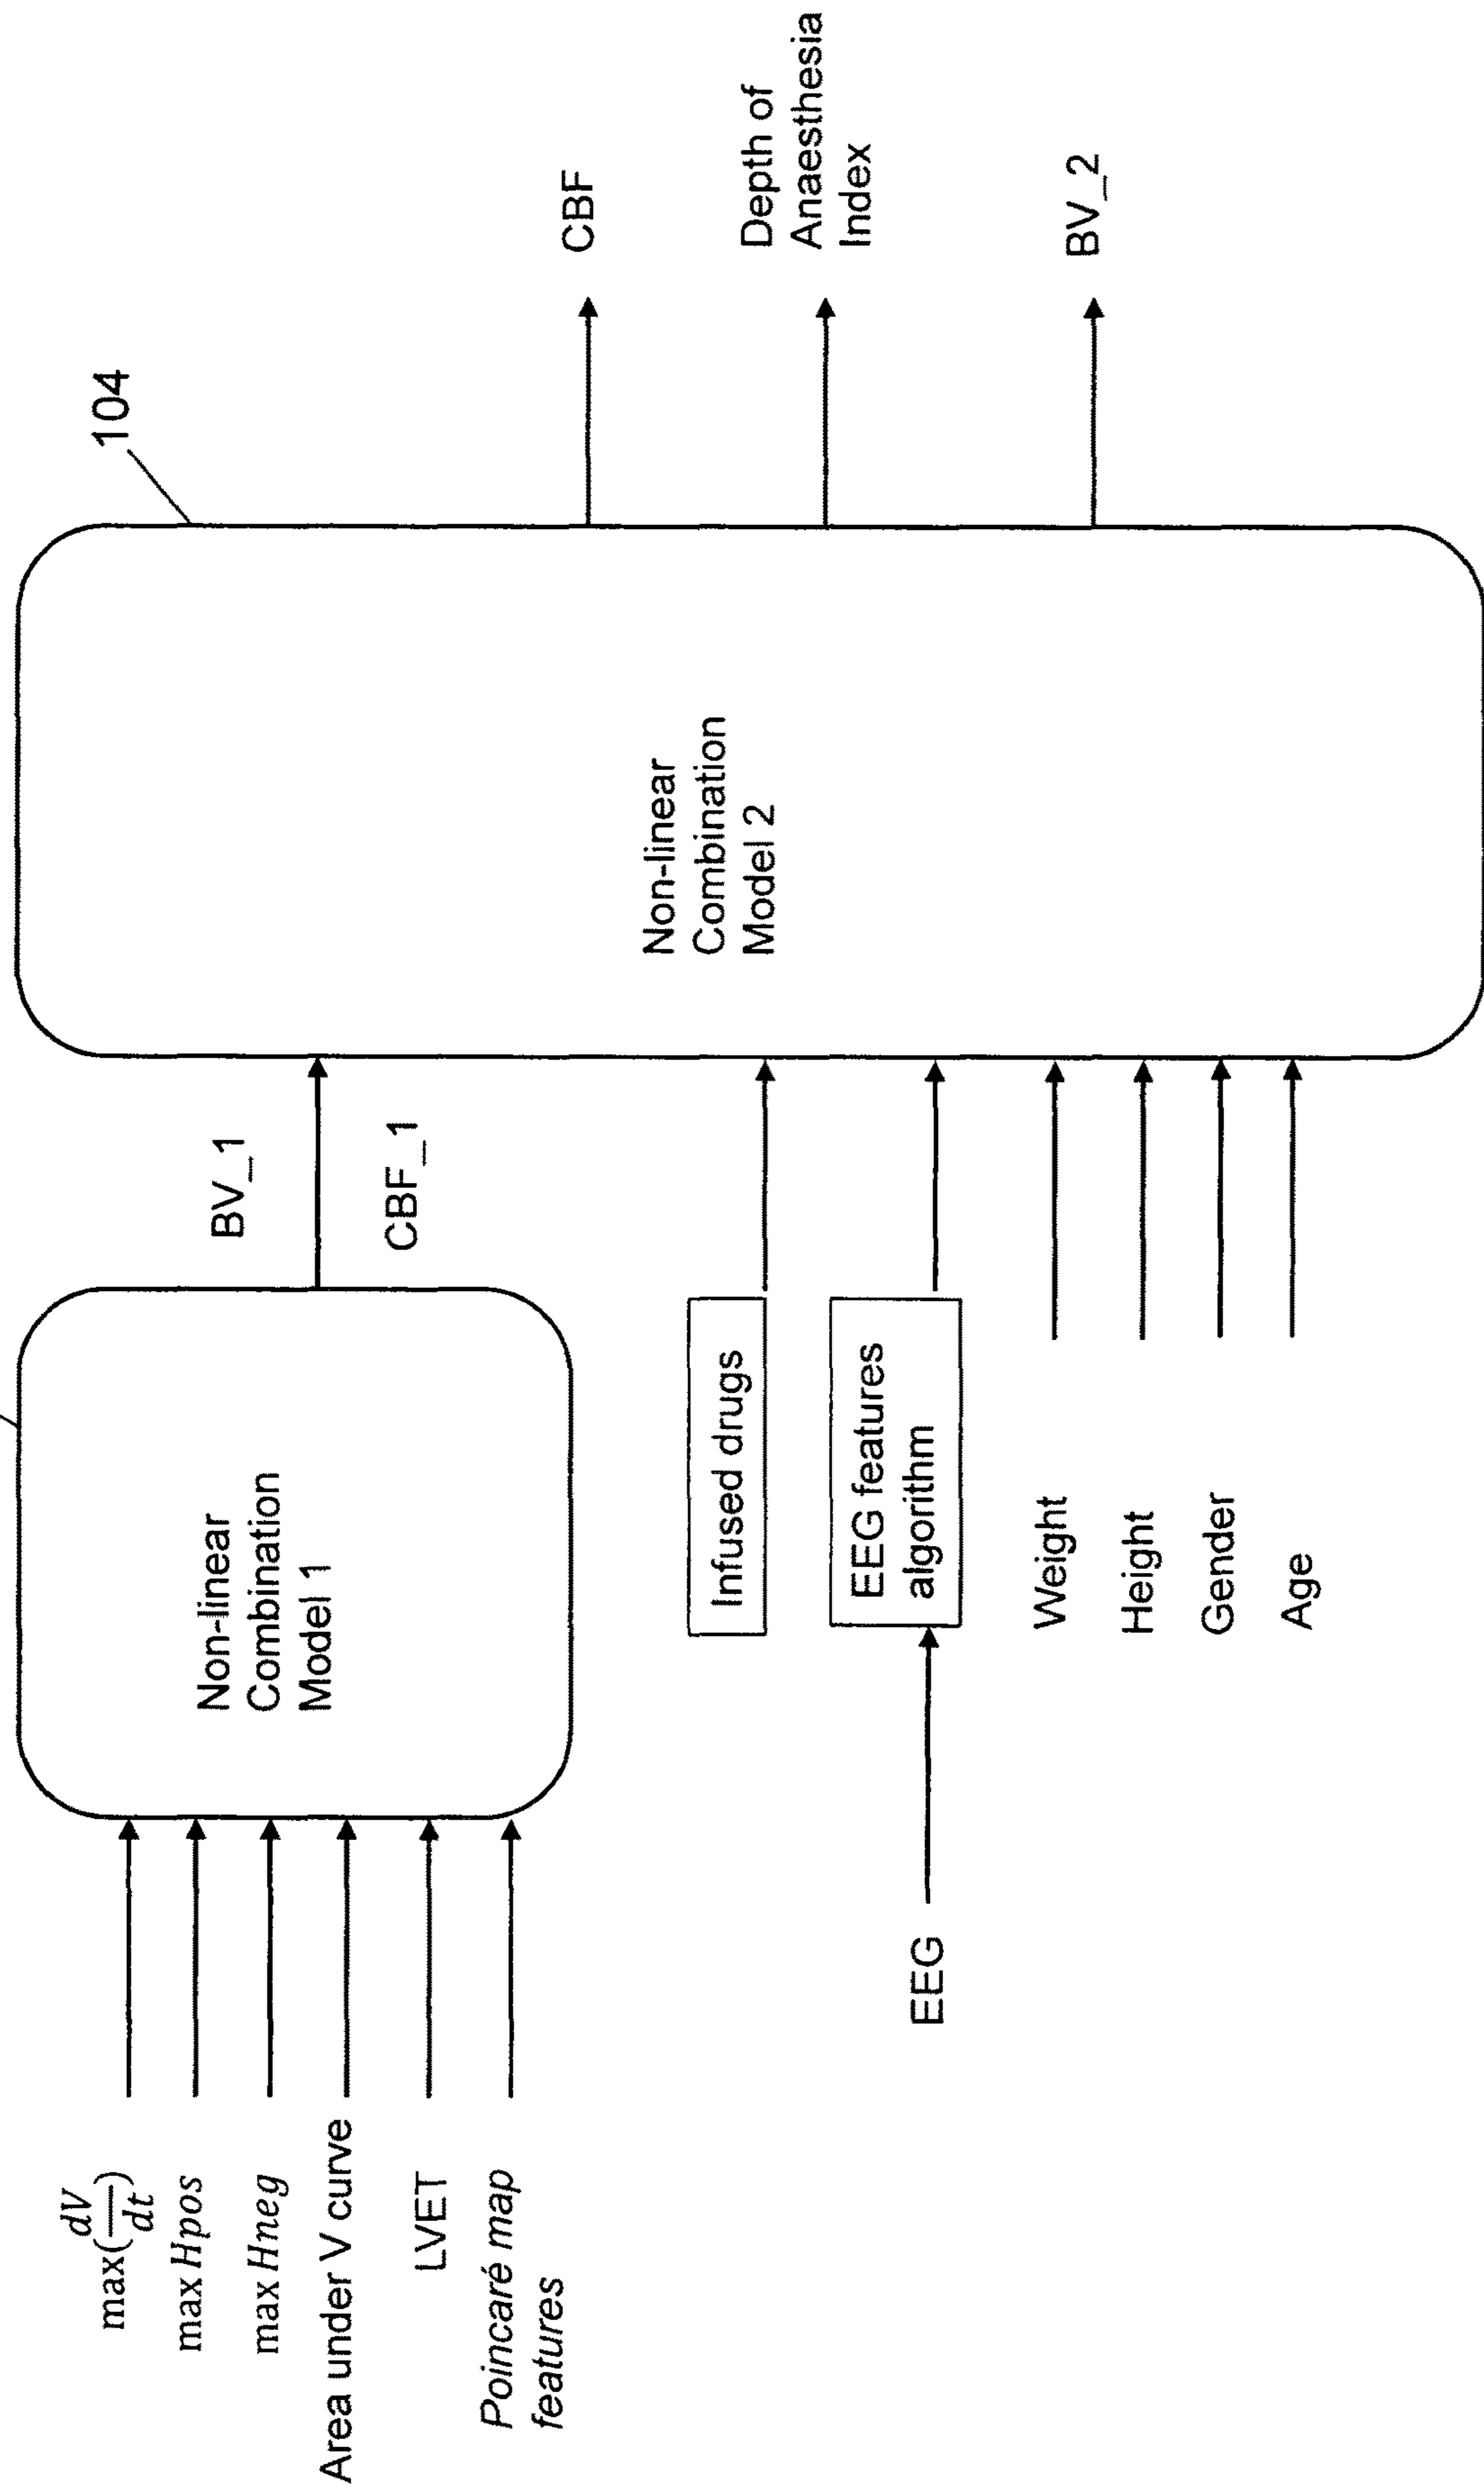 max(dV/dt)
max Hpos
max Hneg
Area under V curve
LVET
Poincaré map
features
Non-linear
Combination
Model 1
BV_1
CBF_1
104
Non-linear
Combination
Model 2
Infused drugs
EEG
EEG features
algorithm
Weight
Height
Gender
Age
CBF
Depth of
Anaesthesia
Index
BV_2